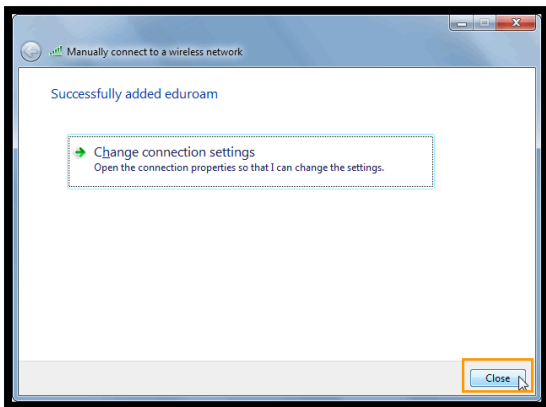 Manually connect to a wireless network
Successfully added eduroam
Change connection settings
Open the connection properties so that I can change the settings.
Close